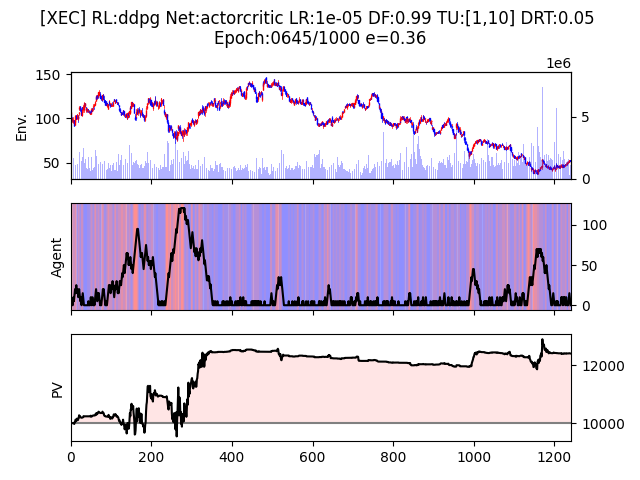 [XEC] RL:ddpg Net:actorcritic LR:1e-05 DF:0.99 TU:[1,10] DRT:0.05
Epoch:0645/1000 e=0.36
1e6
150
100
50
Env.
5
0
Agent
100
50
0
PV
12000
10000
0
200
400
600
800
1000
1200